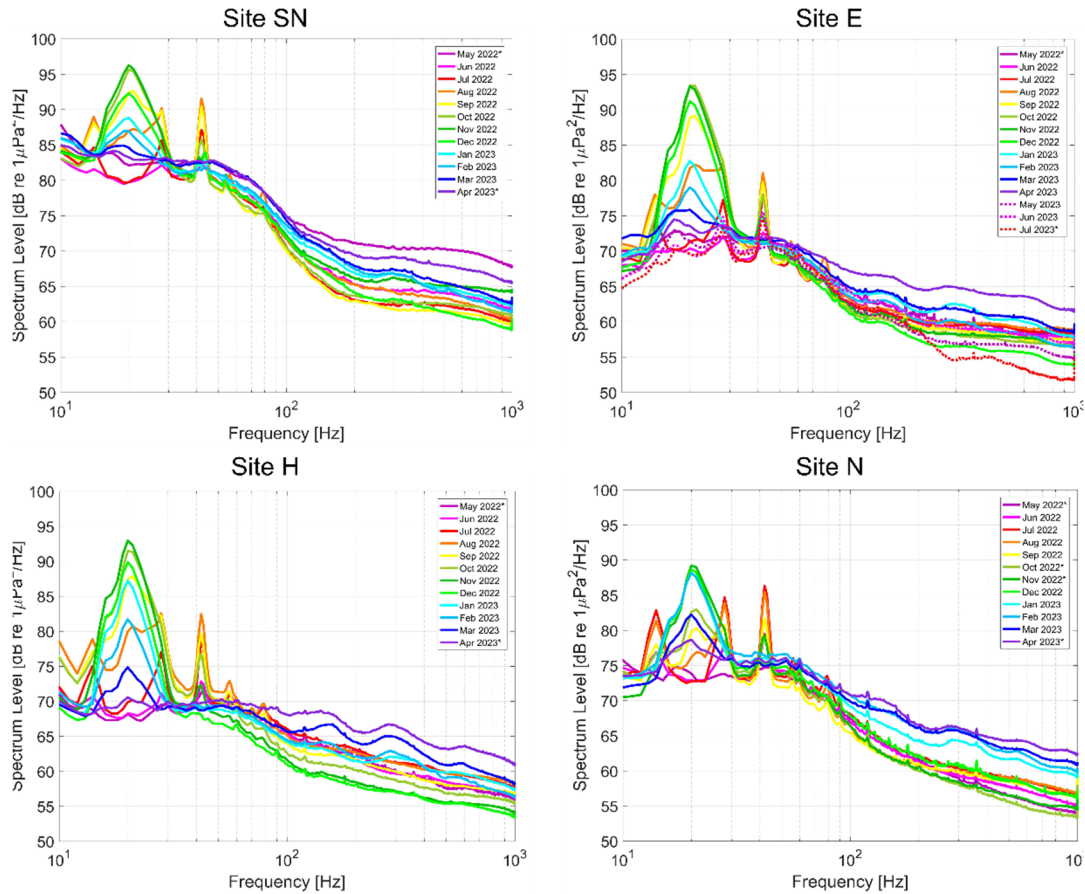 Site SN
100
95
90
85
80
75
70
65
60
55
50
Spectrum Level [dB re 1μPa²/Hz]
May 2022*
Jun 2022
Jul 2022
Aug 2022
Sep 2022
Oct 2022
Nov 2022
Dec 2022
Jan 2023
Feb 2023
Mar 2023
Apr 2023*
10¹
10²
10³
Frequency [Hz]
Site E
100
95
90
85
80
75
70
65
60
55
50
Spectrum Level [dB re 1μPa²/Hz]
May 2022*
Jun 2022
Jul 2022
Aug 2022
Sep 2022
Oct 2022
Nov 2022
Dec 2022
Jan 2023
Feb 2023
Mar 2023
Apr 2023
May 2023
Jun 2023
Jul 2023*
10¹
10²
10³
Frequency [Hz]
Site H
100
95
90
85
80
75
70
65
60
55
50
Spectrum Level [dB re 1μPa⁻/Hz]
May 2022*
Jun 2022
Jul 2022
Aug 2022
Sep 2022
Oct 2022
Nov 2022
Dec 2022
Jan 2023
Feb 2023
Mar 2023
Apr 2023*
10¹
10²
10³
Frequency [Hz]
Site N
100
95
90
85
80
75
70
65
60
55
50
Spectrum Level [dB re 1μPa²/Hz]
May 2022*
Jun 2022
Jul 2022
Aug 2022
Sep 2022
Oct 2022*
Nov 2022*
Dec 2022
Jan 2023
Feb 2023
Mar 2023
Apr 2023*
10¹
10²
10³
Frequency [Hz]